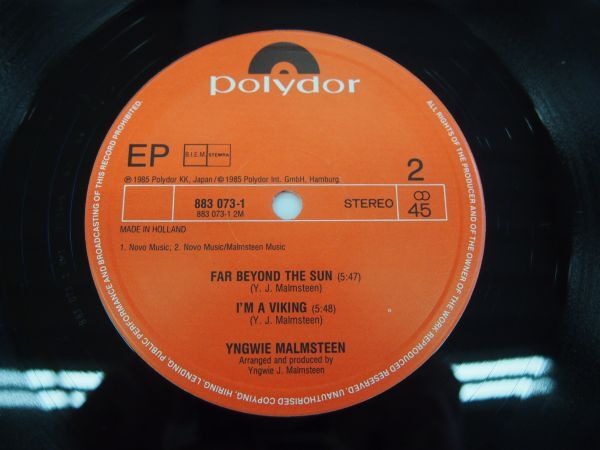 polydor
EP
B.I.E.M. STEMRA
2
℗ 1985 Polydor KK, Japan / © 1985 Polydor Int. GmbH, Hamburg
883 073-1
883 073-1 2M
STEREO
45
MADE IN HOLLAND
1. Novo Music; 2. Novo Music/Malmsteen Music
FAR BEYOND THE SUN (5:47)
(Y. J. Malmsteen)
I'M A VIKING (5:48)
(Y. J. Malmsteen)
YNGWIE MALMSTEEN
Arranged and produced by
Yngwie J. Malmsteen
ALL RIGHTS OF THE PRODUCER AND OF THE OWNER OF THE WORK REPRODUCED RESERVED. UNAUTHORISED COPYING, HIRING, LENDING, PUBLIC PERFORMANCE AND BROADCASTING OF THIS RECORD PROHIBITED.